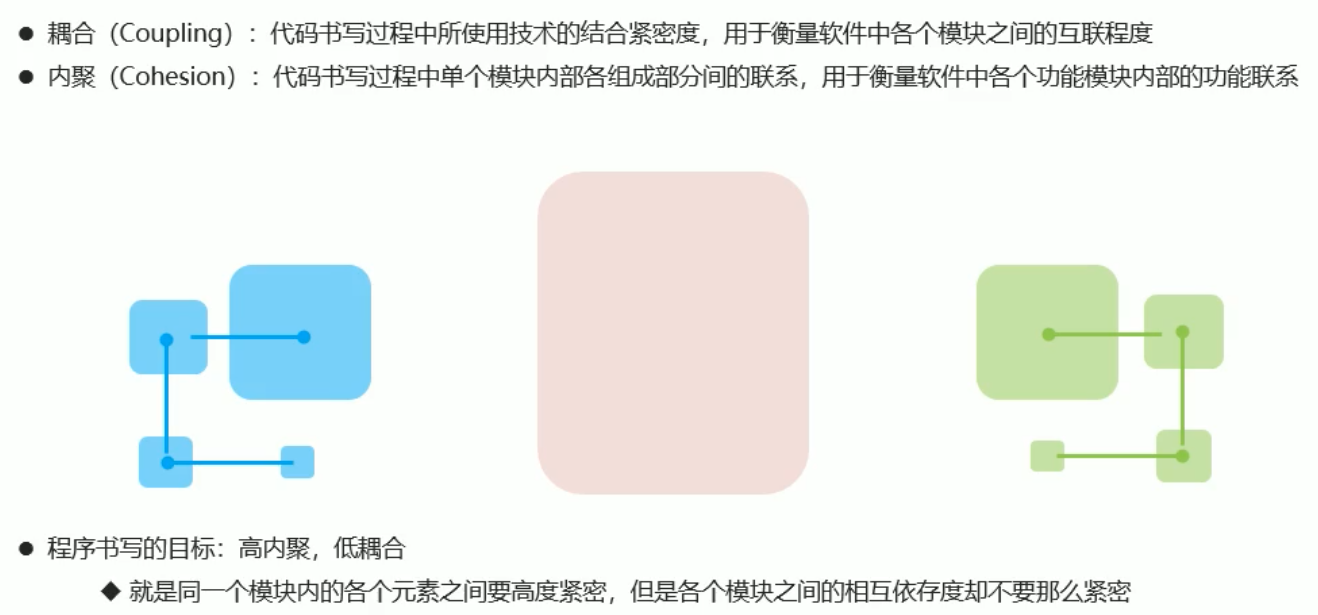 ● 耦合（Coupling）：代码书写过程中所使用技术的结合紧密度，用于衡量软件中各个模块之间的互联程度
● 内聚（Cohesion）：代码书写过程中单个模块内部各组成部分间的联系，用于衡量软件中各个功能模块内部的功能联系
● 程序书写的目标：高内聚，低耦合
◆ 就是同一个模块内的各个元素之间要高度紧密，但是各个模块之间的相互依存度却不要那么紧密